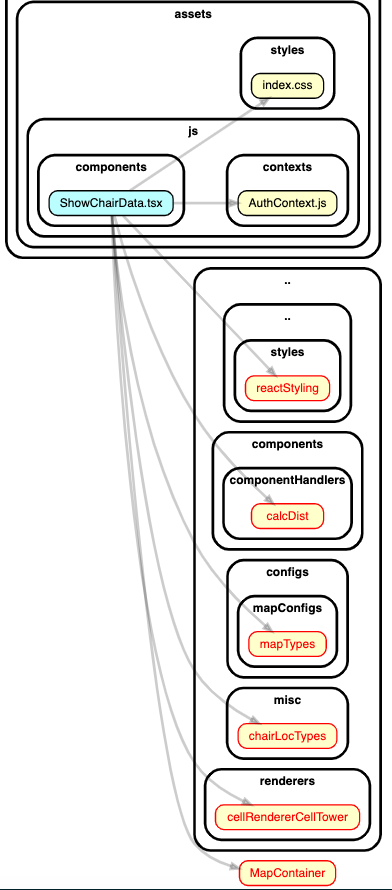 assets
styles
index.css
js
components
contexts
ShowChairData.tsx
AuthContext.js
..
..
styles
reactStyling
components
componentHandlers
calcDist
configs
mapConfigs
mapTypes
misc
chairLocTypes
renderers
cellRendererCellTower
MapContainer